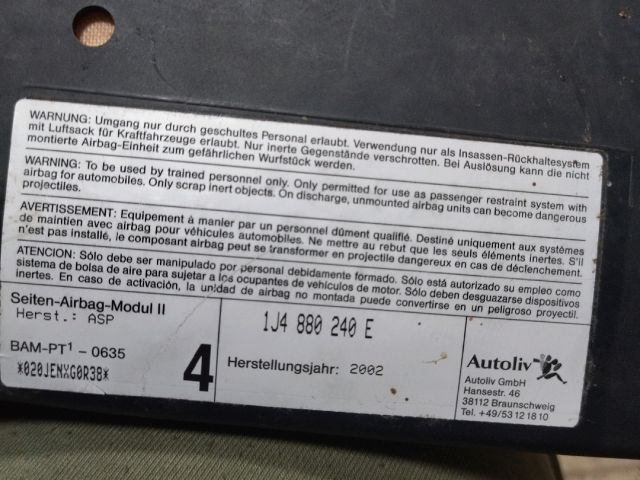 WARNUNG: Umgang nur durch geschultes Personal erlaubt. Verwendung nur als Insassen-Rückhaltesystem
mit Luftsack für Kraftfahrzeuge erlaubt. Nur inerte Gegenstände verschrotten. Bei Auslösung kann die nicht
montierte Airbag-Einheit zum gefährlichen Wurfstück werden.
WARNING: To be used by trained personnel only. Only permitted for use as passenger restraint system with
airbag for automobiles. Only scrap inert objects. On discharge, unmounted airbag units can become dangerous
projectiles.
AVERTISSEMENT: Equipement à manier par un personnel dûment qualifié. Destiné uniquement aux systèmes
de maintien avec airbag pour véhicules automobiles. Ne mettre au rebut que les seuls éléments inertes. En cas
n'est pas installé, le composant airbag peut se transformer en projectile dangereux en cas de déclenchement.
ATENCION: Sólo debe ser manipulado por personal debidamente formado. Sólo está autorizado su empleo como
sistema de bolsa de aire para sujetar a los ocupantes de vehículos de motor. Sólo deben desguazarse dispositivos
inertes. En caso de activación, la unidad de airbag no montada puede convertirse en un peligroso proyectil.
Seiten-Airbag-Modul II
Herst.: ASP
BAM-PT¹ - 0635
*020JENXG0R38*
4
1J4 880 240 E
Herstellungsjahr: 2002
Autoliv
Autoliv GmbH
Hansestr. 46
38112 Braunschweig
Tel. +49/53 12 18 10